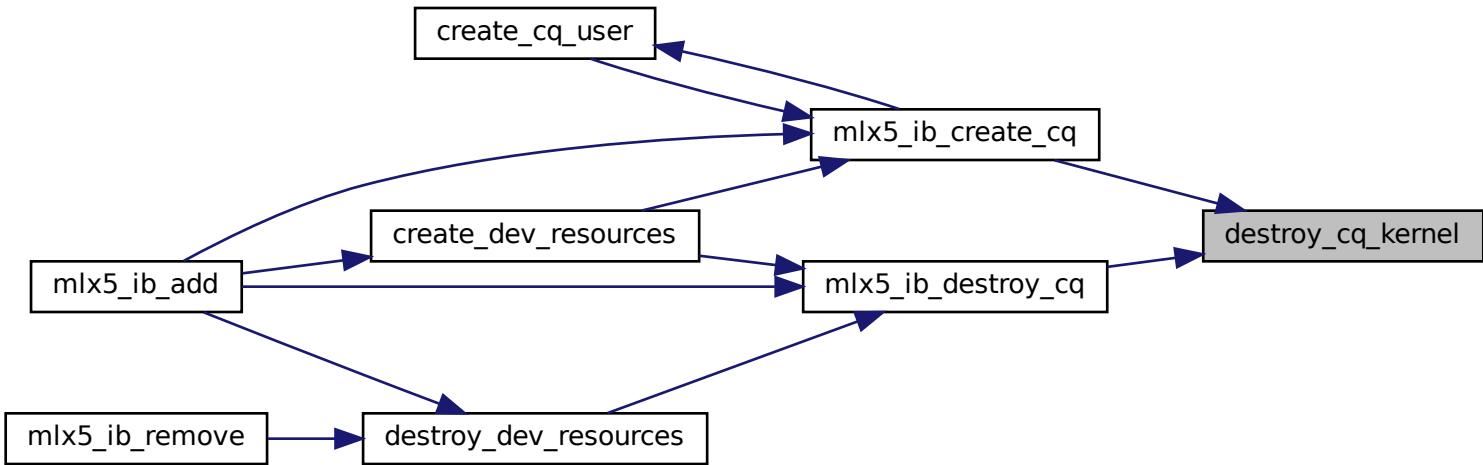 create_cq_user
mlx5_ib_create_cq
destroy_cq_kernel
create_dev_resources
mlx5_ib_add
mlx5_ib_destroy_cq
mlx5_ib_remove
destroy_dev_resources